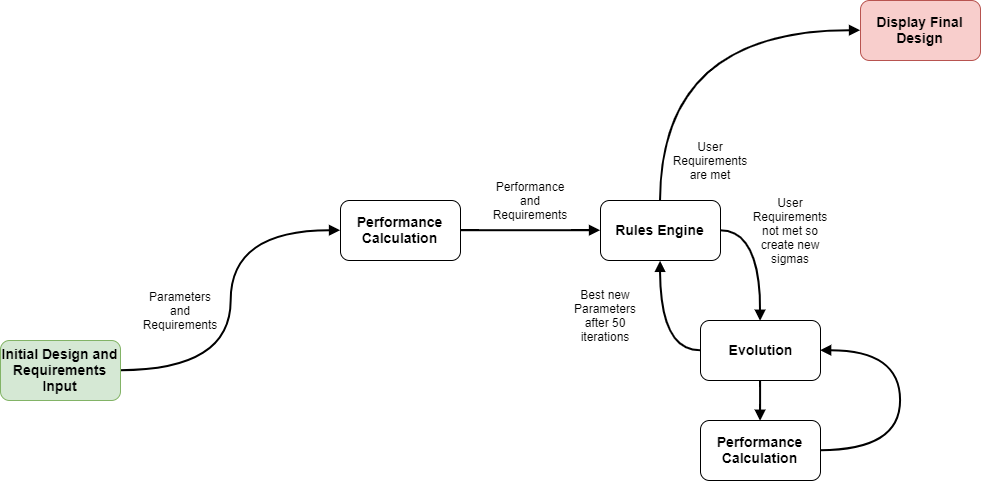 Display Final
Design
User
Requirements
are met
Performance
and
Requirements
User
Requirements
not met so
create new
sigmas
Performance
Calculation
Rules Engine
Parameters
and
Requirements
Best new
Parameters
after 50
iterations
Initial Design and
Requirements
Input
Evolution
Performance
Calculation